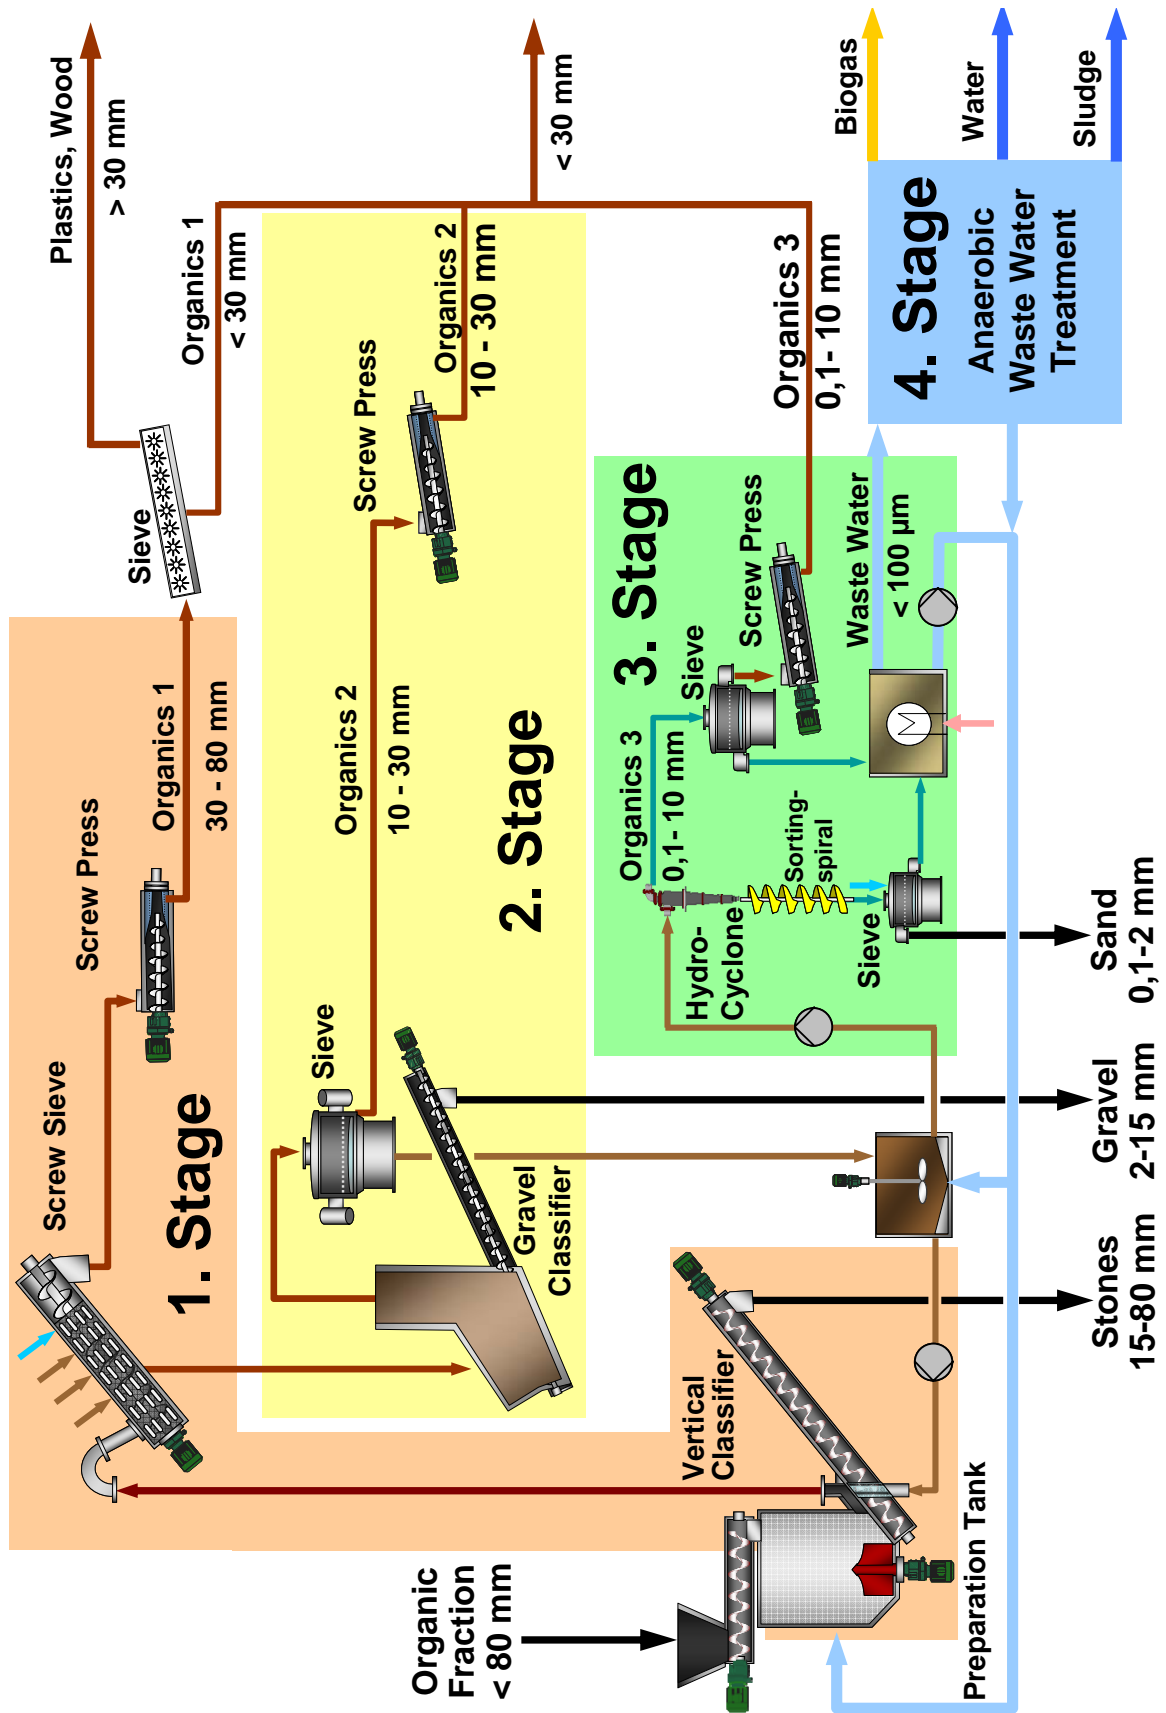 Plastics, Wood
> 30 mm
Organics 1
< 30 mm
< 30 mm
Sieve
Screw Press
Organics 1
30 - 80 mm
Screw Sieve
1. Stage
Organics 2
10 - 30 mm
Screw Press
Organics 2
10 - 30 mm
Sieve
2. Stage
Gravel
Classifier
3. Stage
Organics 3
0,1- 10 mm
Sieve
Screw Press
Organics 3
0,1- 10 mm
Hydro-
Cyclone
Sorting-
spiral
Sieve
Waste Water
< 100 µm
M
4. Stage
Anaerobic
Waste Water
Treatment
Biogas
Water
Sludge
Organic
Fraction
< 80 mm
Vertical
Classifier
Preparation Tank
Stones
15-80 mm
Gravel
2-15 mm
Sand
0,1-2 mm